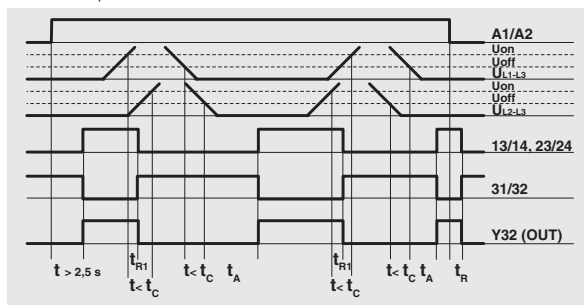 A1/A2
Uon
Uoff
UL1-L3
Uon
Uoff
UL2-L3
13/14, 23/24
31/32
Y32 (OUT)
t > 2,5 s tR1 t< tC tA tR1 t< tC tA tR
t< tC t< tC